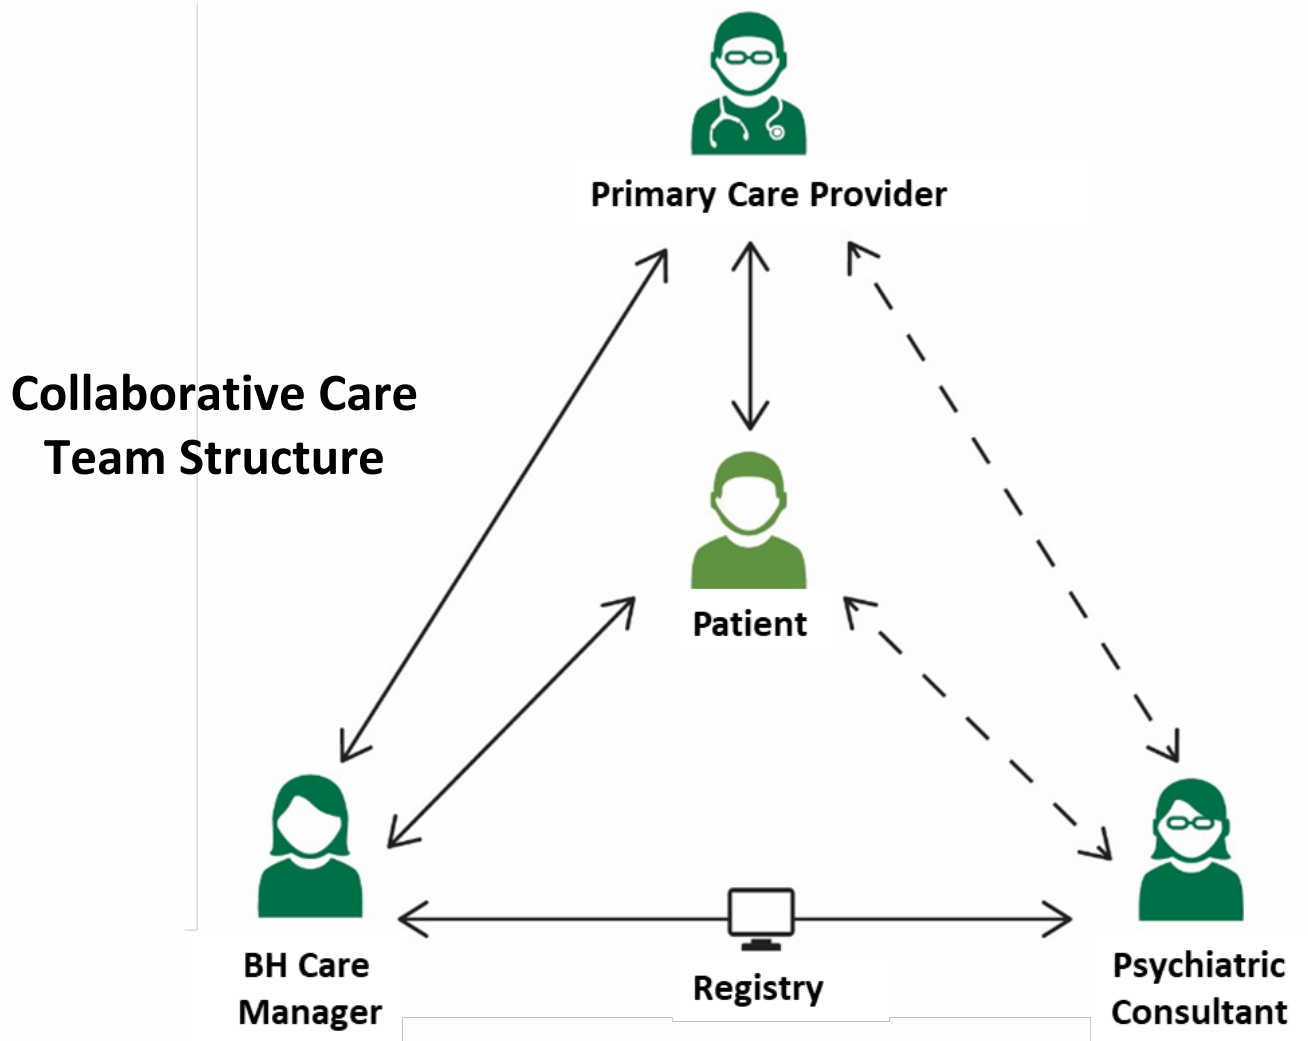 Primary Care Provider
Collaborative Care
Team Structure
Patient
BH Care
Manager
Registry
Psychiatric
Consultant